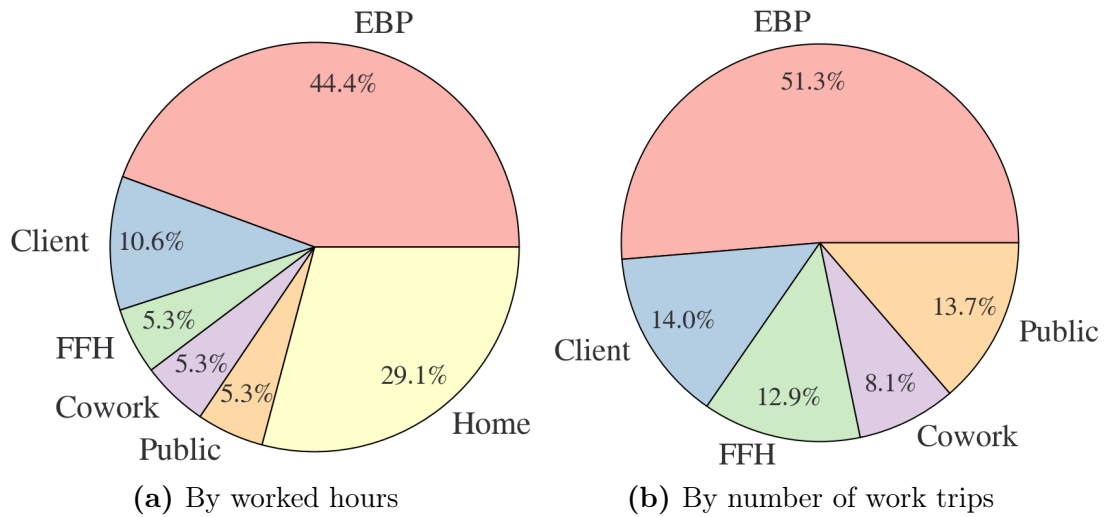 EBP
44.4%
Client
10.6%
FFH
5.3%
Cowork
5.3%
Public
5.3%
Home
29.1%
(a) By worked hours
EBP
51.3%
Client
14.0%
FFH
12.9%
Cowork
8.1%
Public
13.7%
(b) By number of work trips